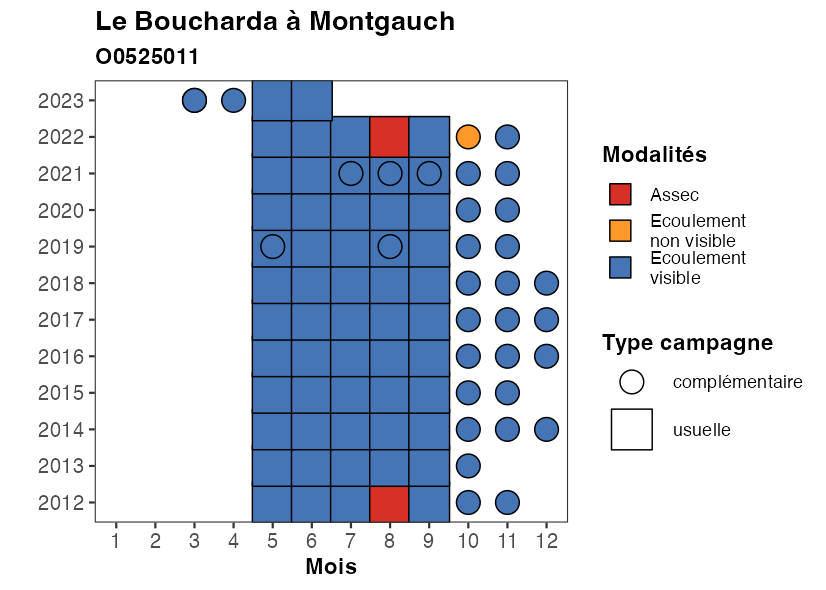 Le Boucharda à Montgauch
O0525011
2023
2022
2021
2020
2019
2018
2017
2016
2015
2014
2013
2012
1 2 3 4 5 6 7 8 9 10 11 12
Mois
Modalités
Assec
Ecoulement
non visible
Ecoulement
visible
Type campagne
complémentaire
usuelle